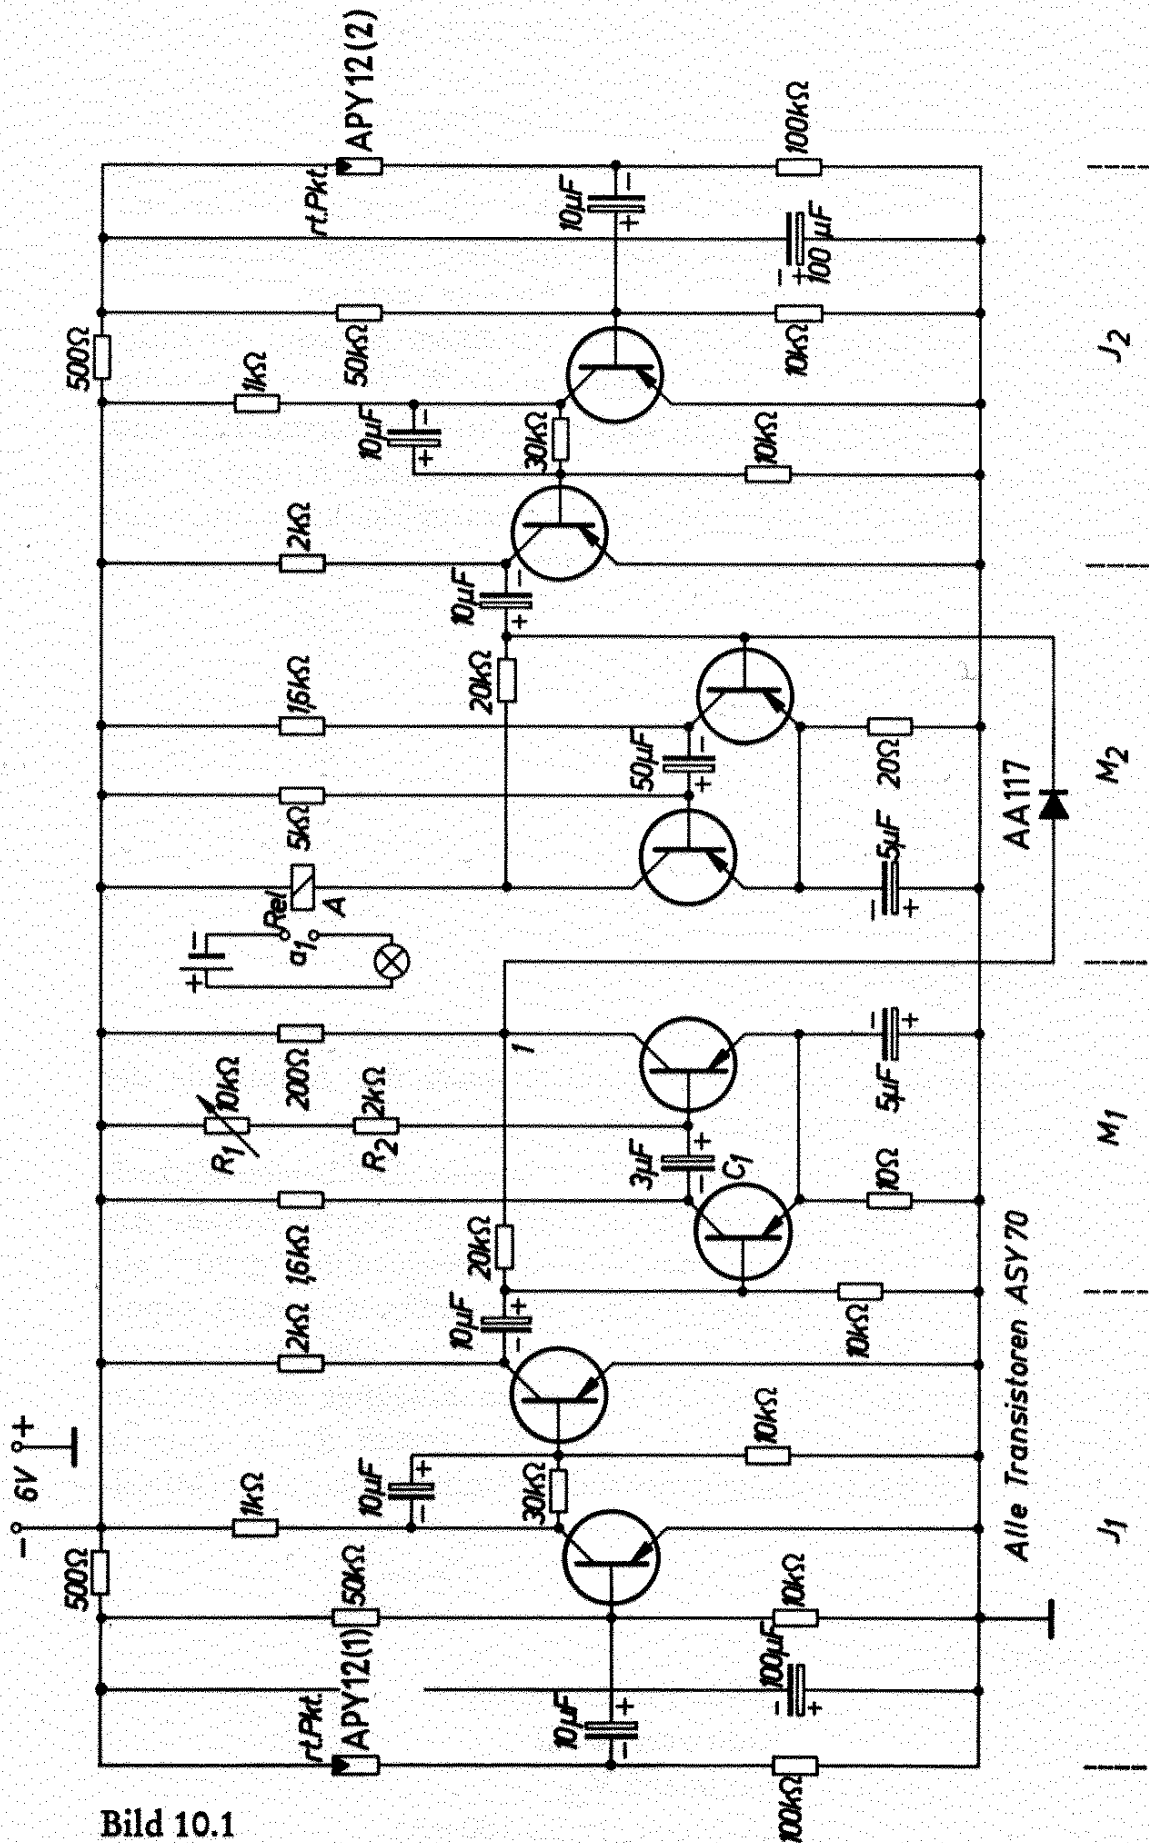 − 6V +
500Ω
500Ω
1kΩ
1kΩ
+ −
rt.Pkt.
APY12(1)
R1 10kΩ
Rel
a1
A
2kΩ
1,6kΩ
200Ω
5kΩ
1,6kΩ
2kΩ
rt.Pkt.
APY12(2)
50kΩ
R2 2kΩ
50kΩ
− 10µF +
+ 10µF −
− 10µF +
20kΩ
1
20kΩ
+ 10µF −
− 10µF +
30kΩ
30kΩ
+ 10µF −
− 3µF +
C1
+ 50µF −
100kΩ
− 100µF +
10kΩ
10kΩ
10kΩ
10Ω
5µF
− +
5µF
− +
20Ω
10kΩ
10kΩ
− + 100µF
100kΩ
Alle Transistoren ASY70
AA117
J1
M1
M2
J2
Bild 10.1